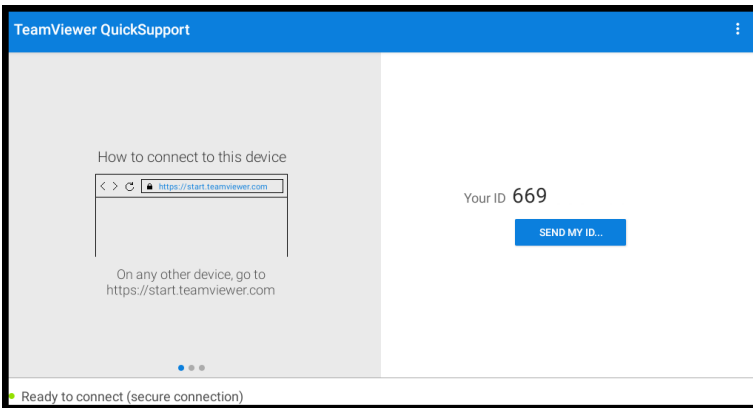 TeamViewer QuickSupport
How to connect to this device
https://start.teamviewer.com
On any other device, go to
https://start.teamviewer.com
Your ID 669
SEND MY ID...
Ready to connect (secure connection)